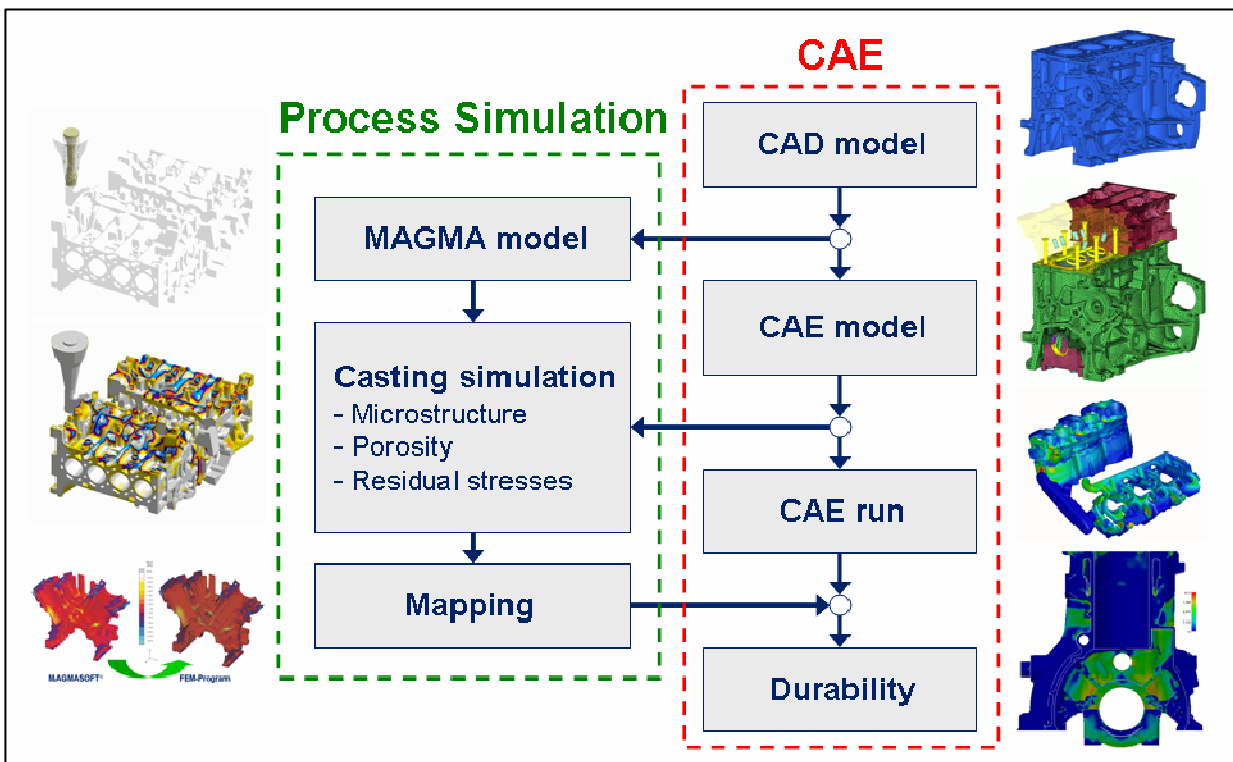 CAE
Process Simulation
CAD model
MAGMA model
CAE model
Casting simulation
- Microstructure
- Porosity
- Residual stresses
CAE run
Mapping
Durability
MAGMASOFT®
FEM-Program